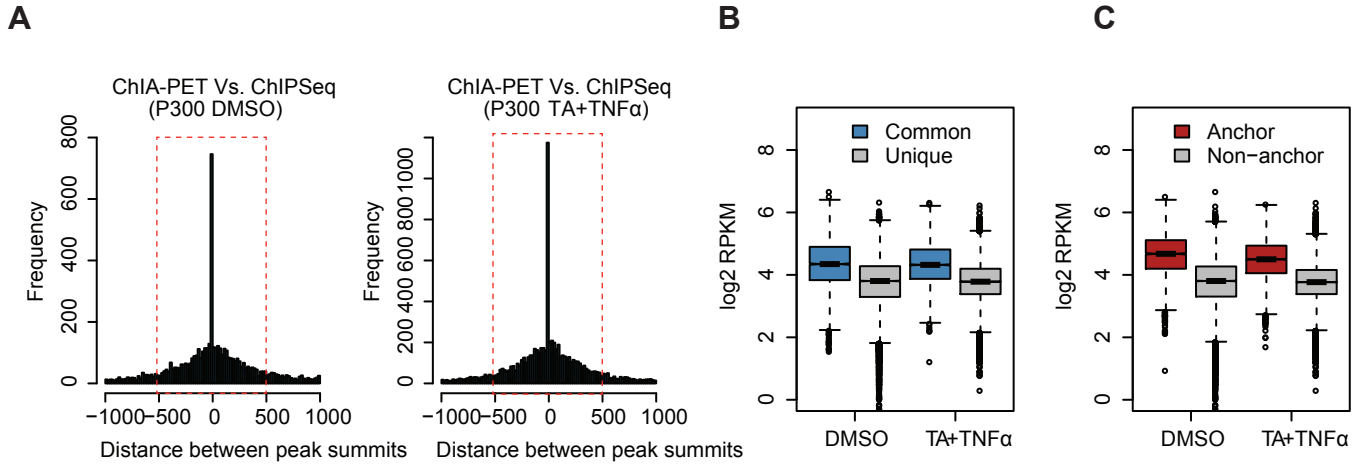 A
B
C
ChIA-PET Vs. ChIPSeq
(P300 DMSO)
Frequency
0
200
400
600
800
−1000
−500
0
500
1000
Distance between peak summits
ChIA-PET Vs. ChIPSeq
(P300 TA+TNFα)
Frequency
0
200
400
600
800
1000
−1000
−500
0
500
1000
Distance between peak summits
log2 RPKM
0
2
4
6
8
Common
Unique
DMSO
TA+TNFα
log2 RPKM
0
2
4
6
8
Anchor
Non−anchor
DMSO
TA+TNFα